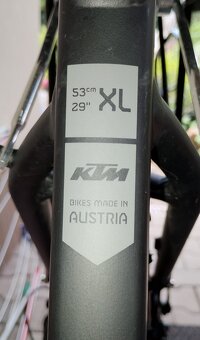 53cm XL
29"
KTM
BIKES MADE IN
AUSTRIA